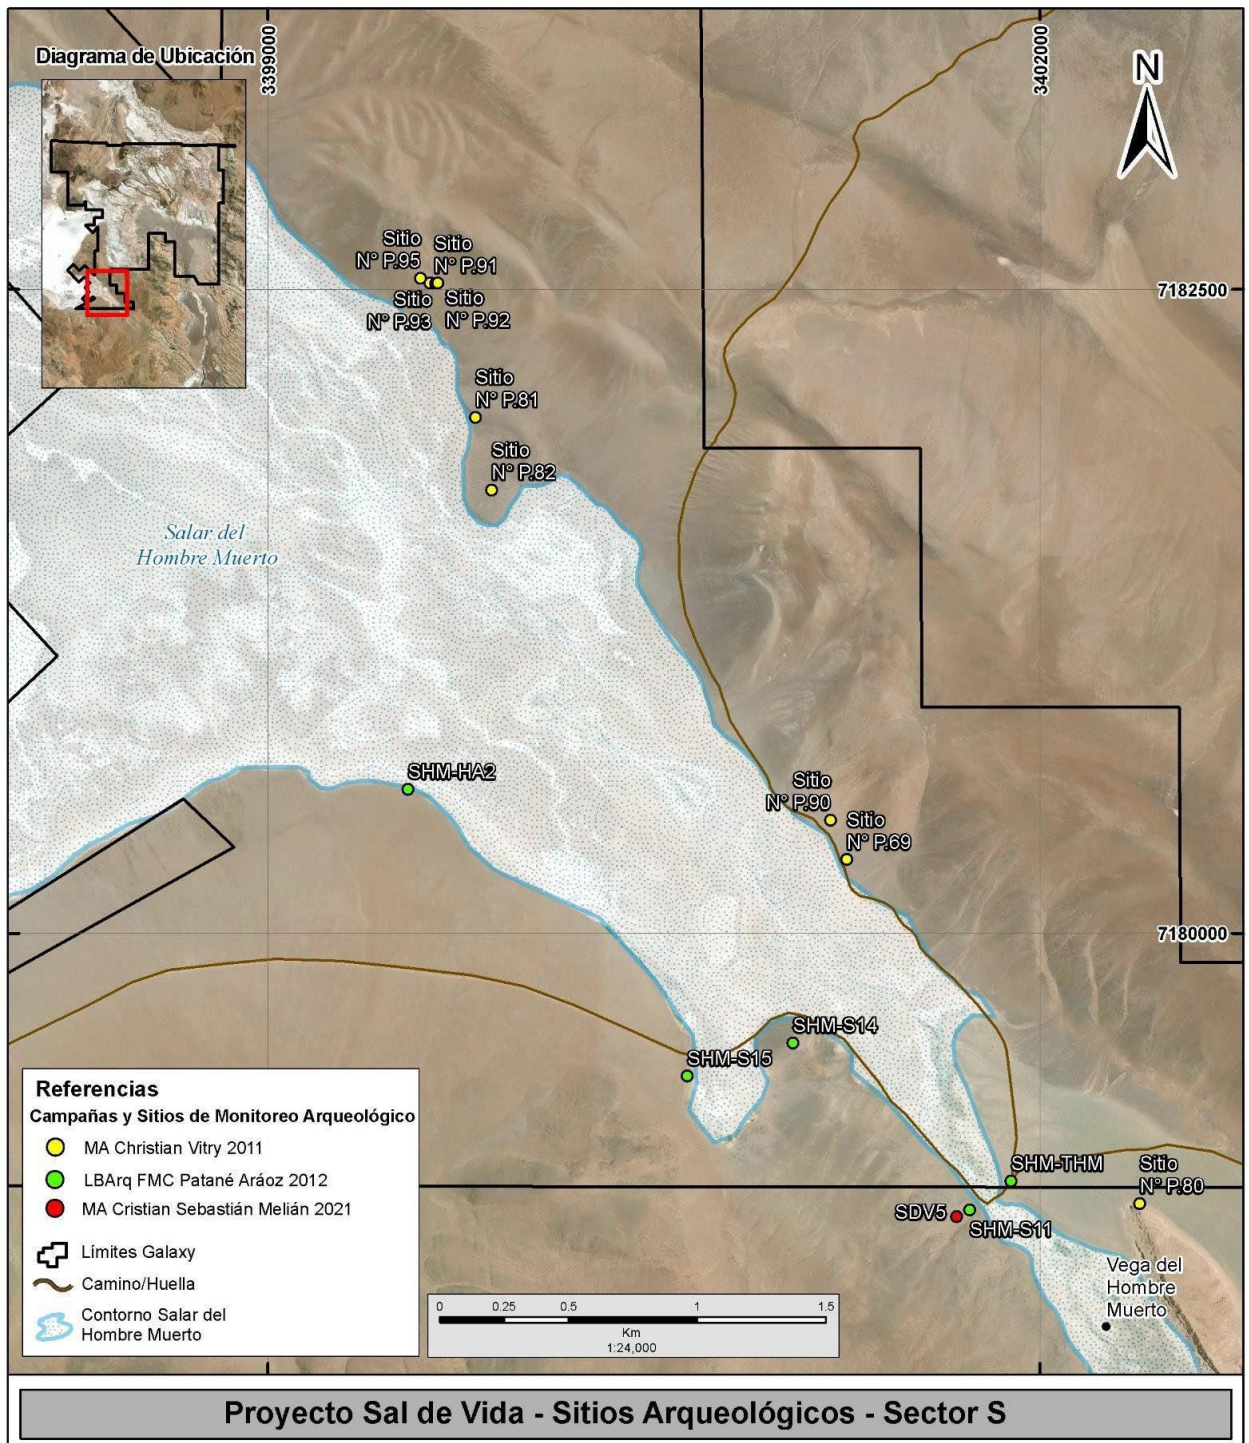 Diagrama de Ubicación
3399000
3402000
N
Sitio
N° P.95
Sitio
N° P.91
Sitio
N° P.93
Sitio
N° P.92
7182500
Sitio
N° P.81
Sitio
N° P.82
Salar del
Hombre Muerto
SHM-HA2
Sitio
N° P.90
Sitio
N° P.69
7180000
SHM-S14
SHM-S15
SHM-THM
Sitio
N° P.80
SDV5
SHM-S11
Vega del
Hombre
Muerto
Referencias
Campañas y Sitios de Monitoreo Arqueológico
MA Christian Vitry 2011
LBArq FMC Patané Aráoz 2012
MA Cristian Sebastián Melián 2021
Límites Galaxy
Camino/Huella
Contorno Salar del
Hombre Muerto
0 0.25 0.5 1 1.5
Km
1:24,000
Proyecto Sal de Vida - Sitios Arqueológicos - Sector S